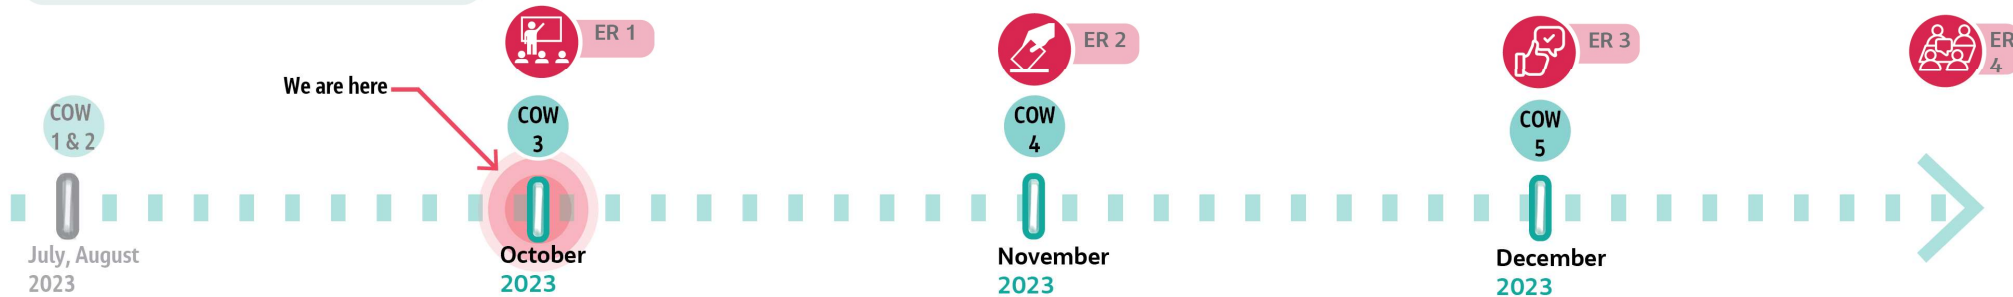 ER 1
ER 2
ER 3
ER
4
We are here
COW
1 & 2
COW
3
COW
4
COW
5
July, August
2023
October
2023
November
2023
December
2023